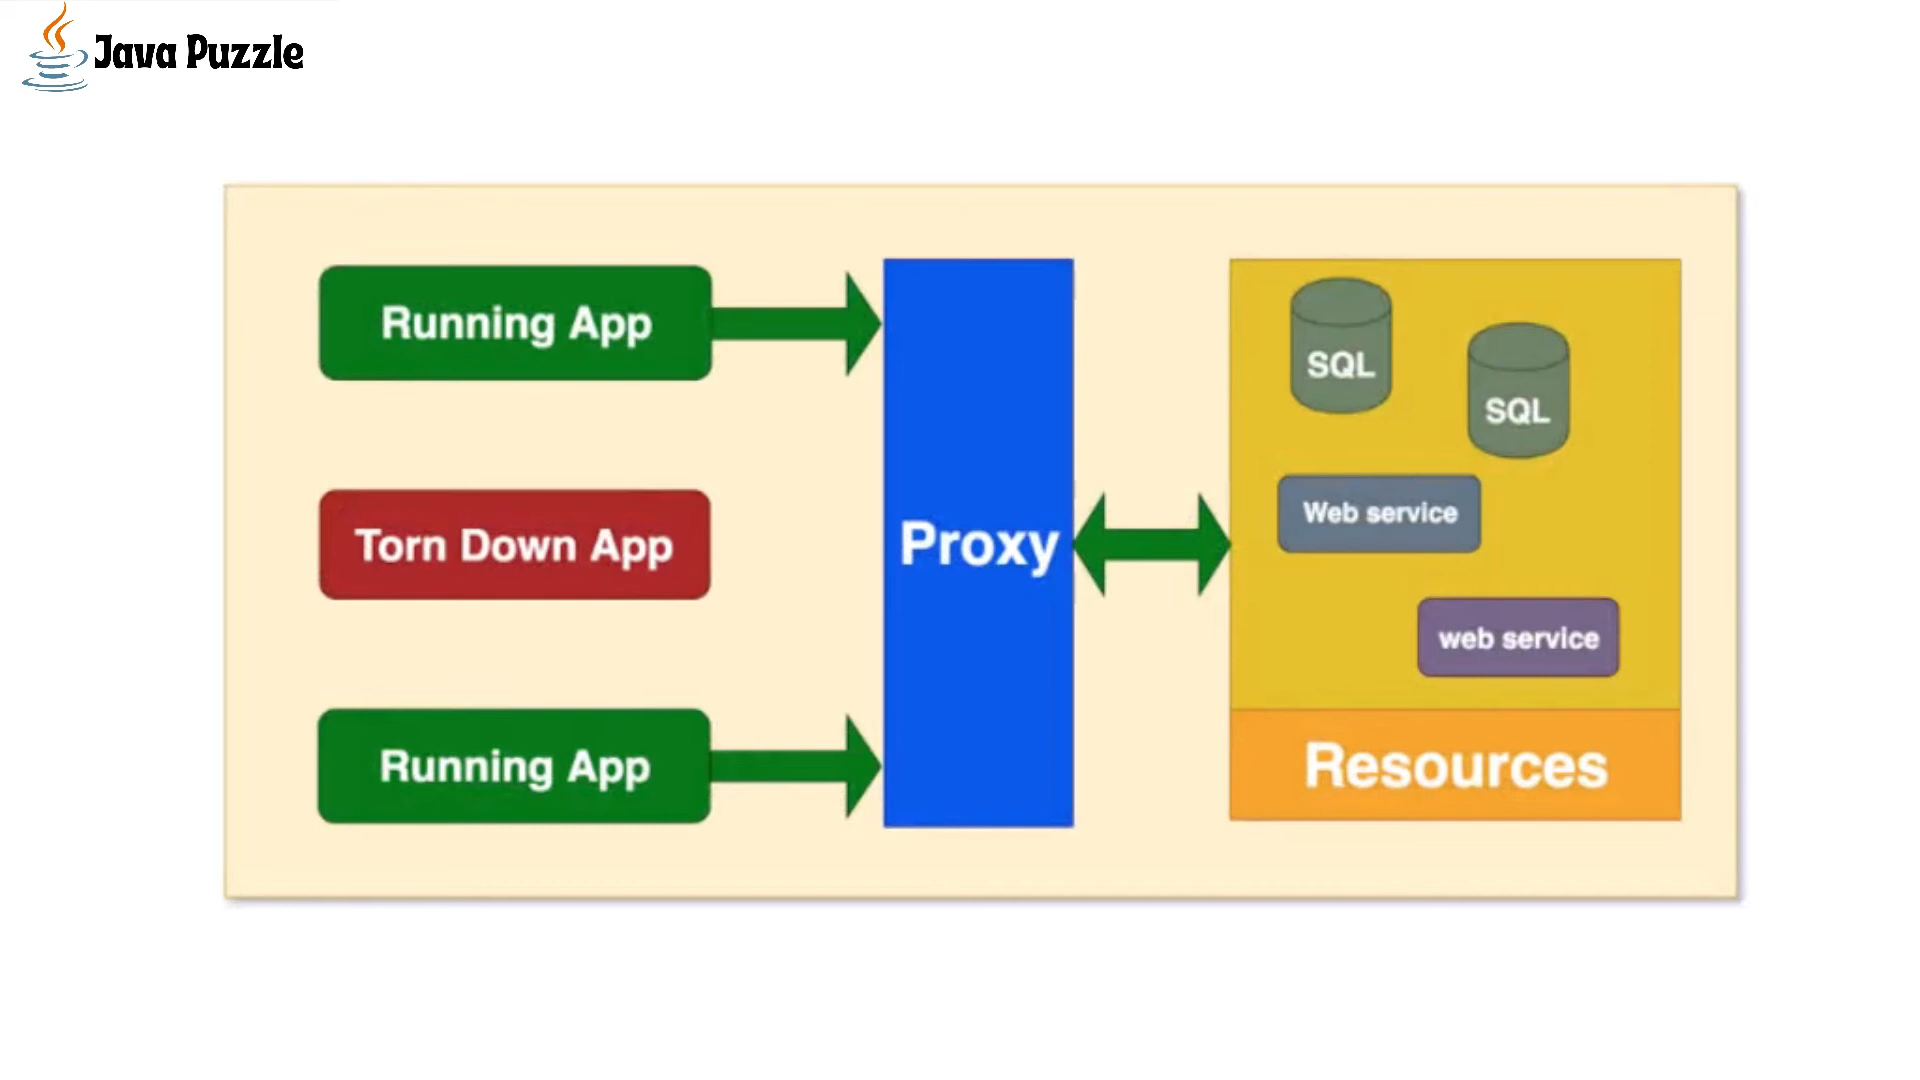 Java Puzzle
Running App
Torn Down App
Running App
Proxy
SQL
SQL
Web service
web service
Resources